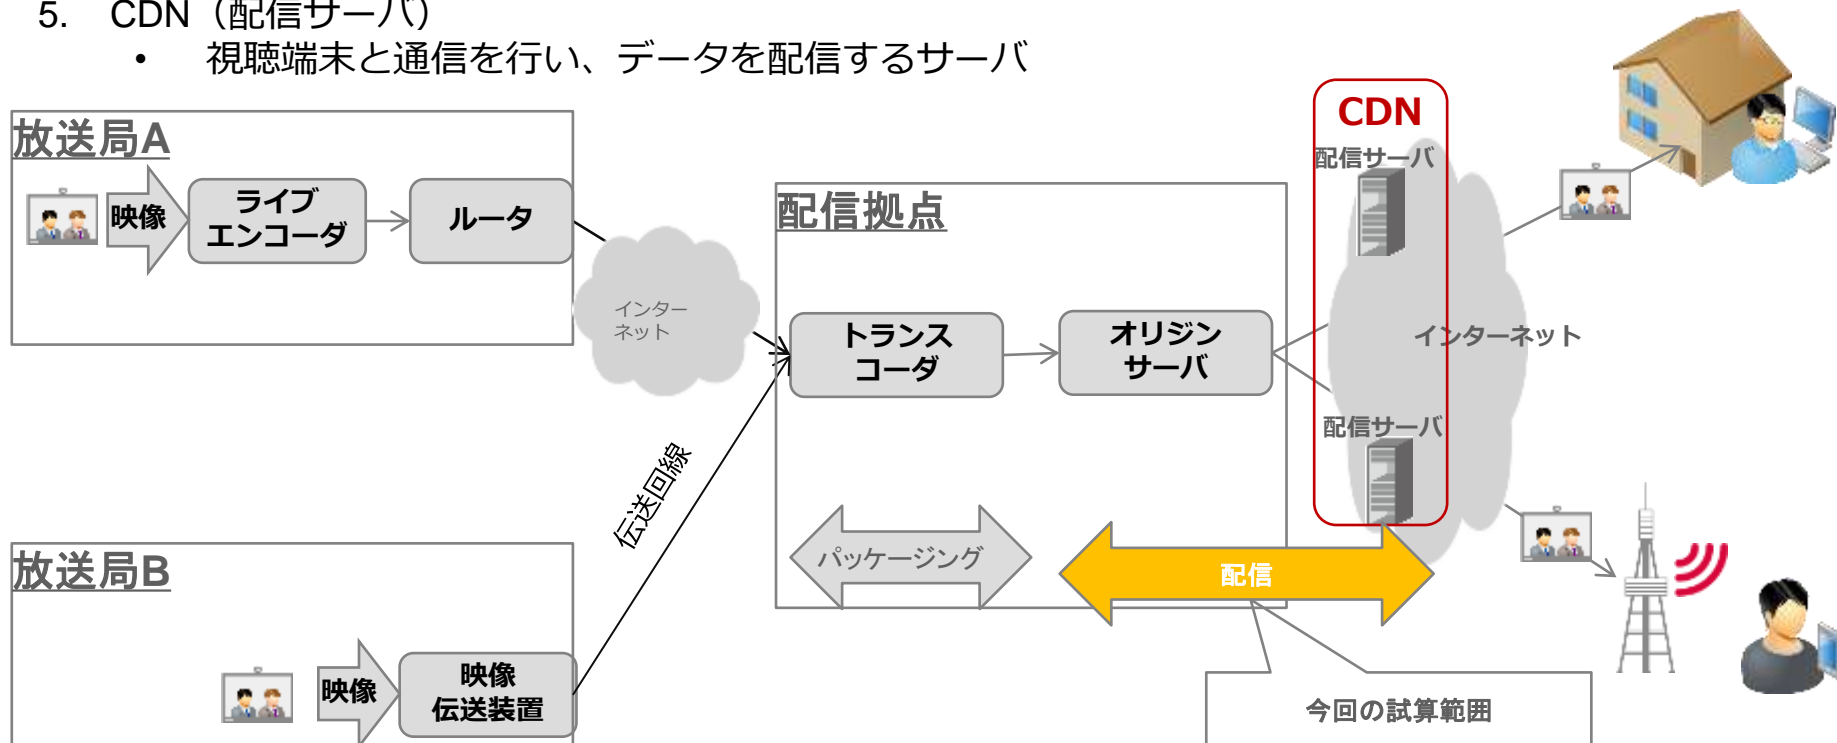 5. CDN（配信サーバ）
• 視聴端末と通信を行い、データを配信するサーバ
放送局A
映像
ライブ
エンコーダ
ルータ
インター
ネット
伝送回線
放送局B
映像
映像
伝送装置
配信拠点
トランス
コーダ
オリジン
サーバ
パッケージング
配信
CDN
配信サーバ
インターネット
配信サーバ
今回の試算範囲